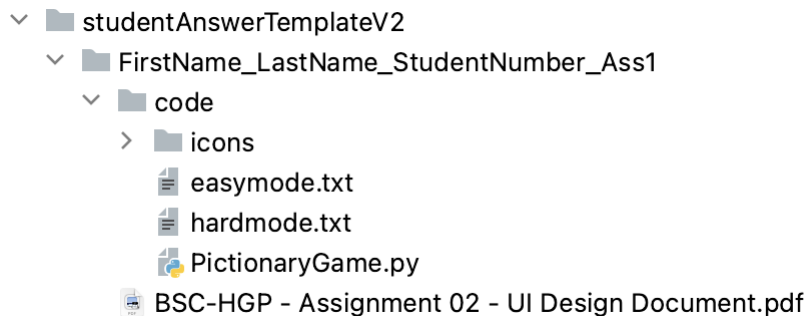 studentAnswerTemplateV2
FirstName_LastName_StudentNumber_Ass1
code
icons
easymode.txt
hardmode.txt
PictionaryGame.py
BSC-HGP - Assignment 02 - UI Design Document.pdf